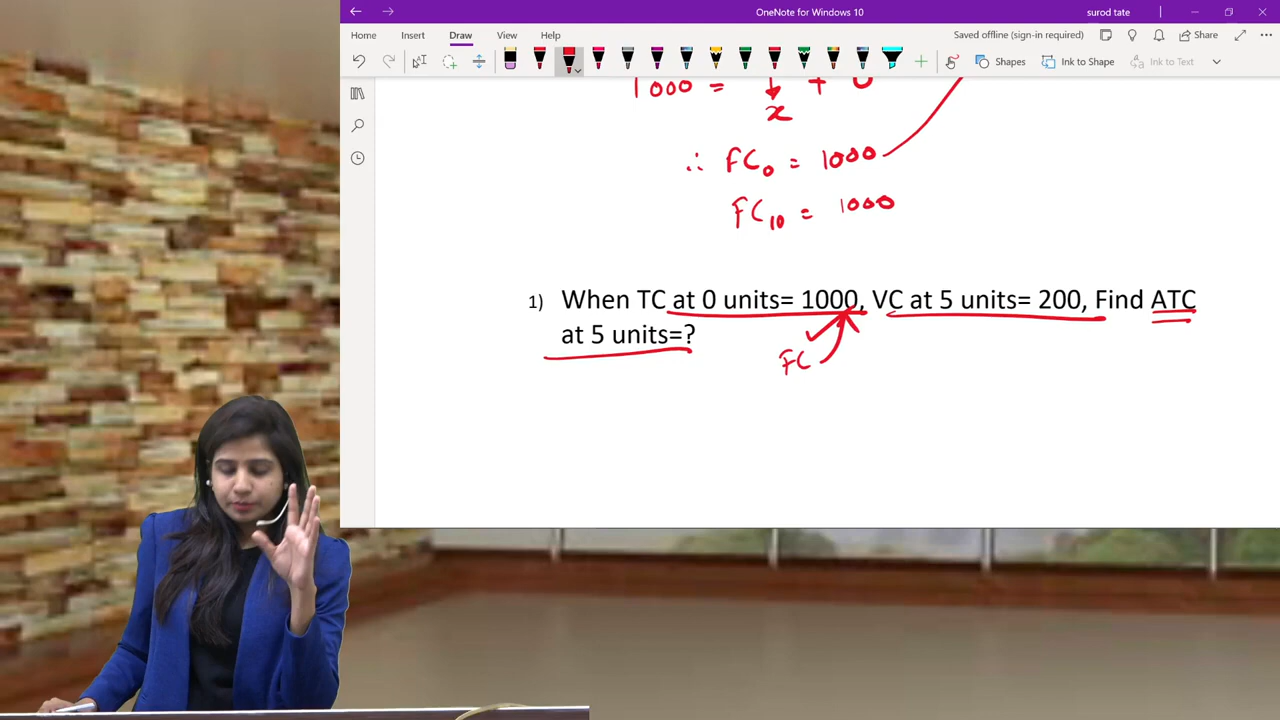 OneNote for Windows 10
surod tate
Home Insert Draw View Help
Saved offline (sign-in required)
Share
Shapes
Ink to Shape
Ink to Text
1000 = + 0
x
∴ FC₀ = 1000
FC₁₀ = 1000
1) When TC at 0 units= 1000, VC at 5 units= 200, Find ATC
at 5 units=?
FC